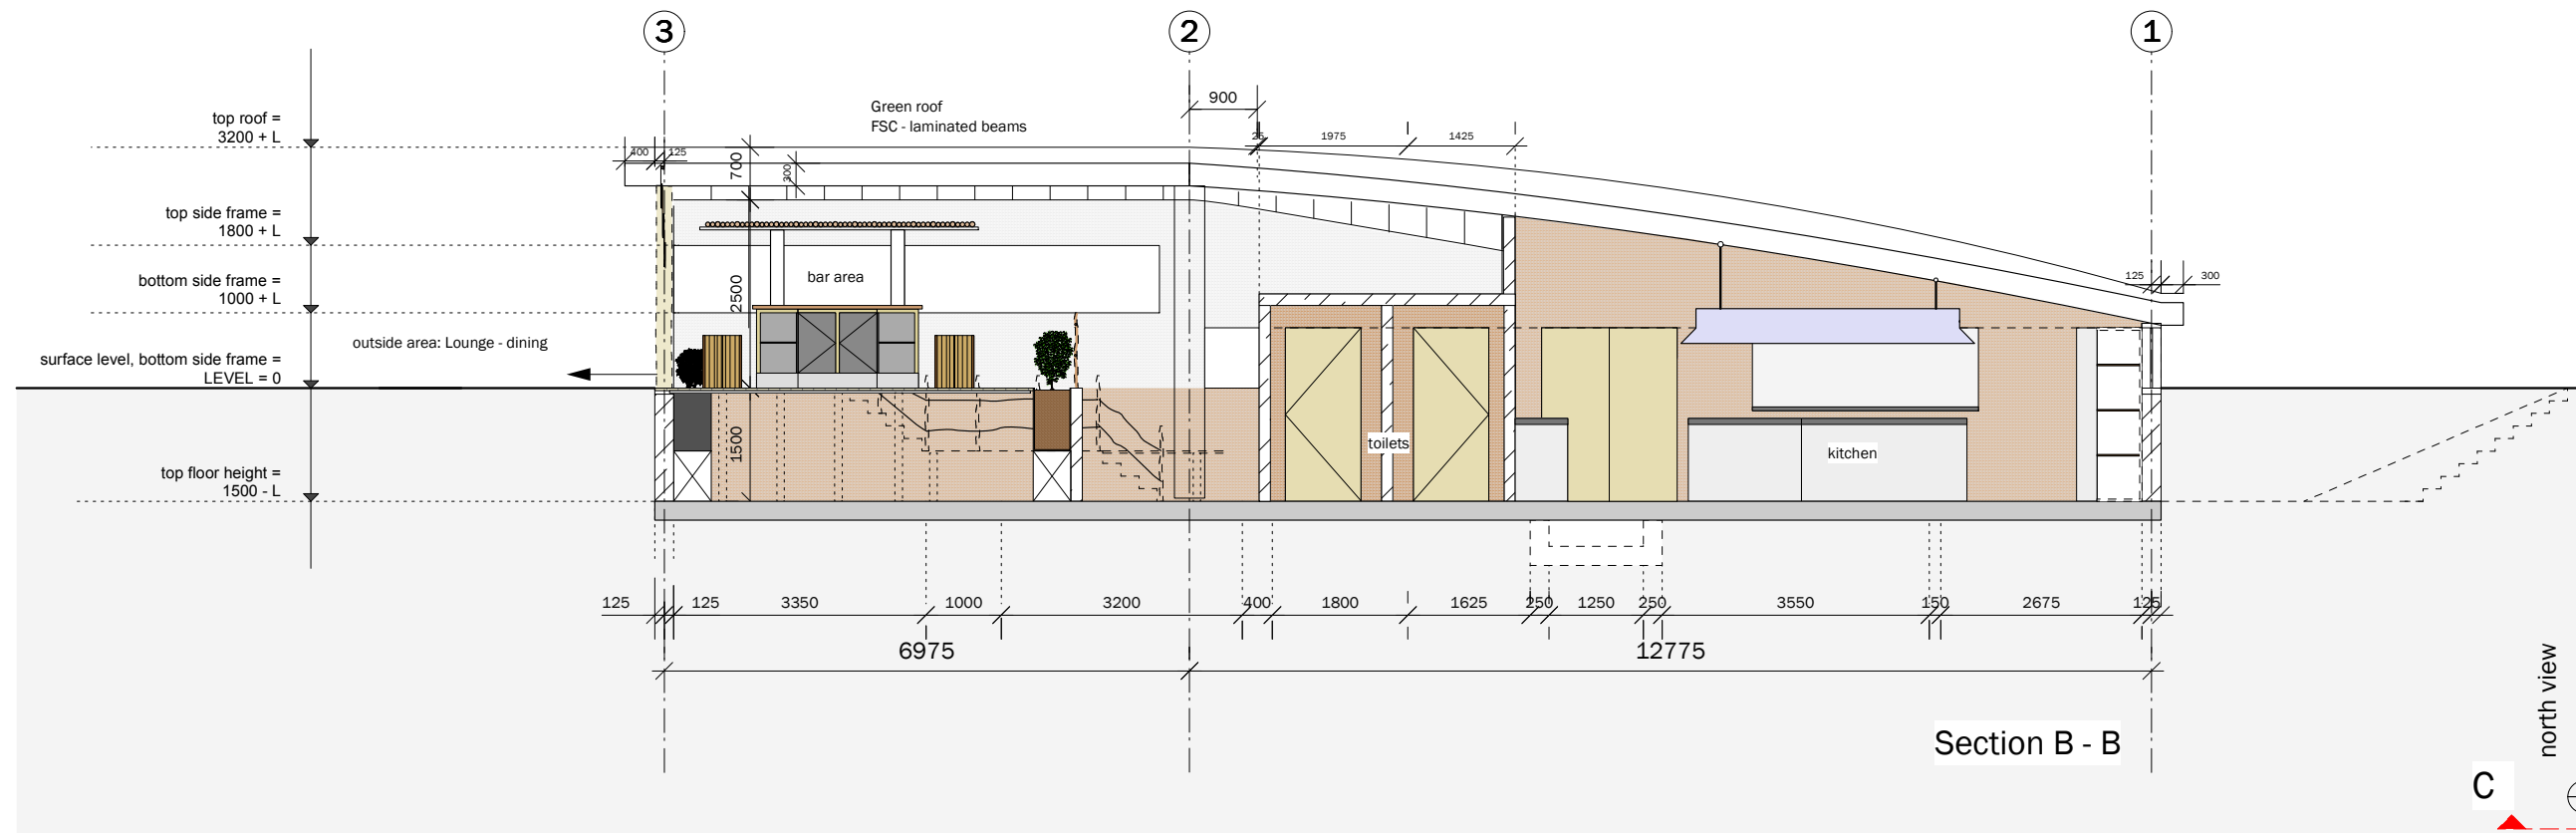 3
2
1
900
Green roof
FSC - laminated beams
top roof =
3200 + L
25
1975
1425
400
125
700
300
top side frame =
1800 + L
bar area
2500
bottom side frame =
1000 + L
125
300
outside area: Lounge - dining
surface level, bottom side frame =
LEVEL = 0
1500
toilets
kitchen
top floor height =
1500 - L
125
125
3350
1000
3200
400
1800
1625
250
1250
250
3550
150
2675
125
6975
12775
north view
Section B - B
C